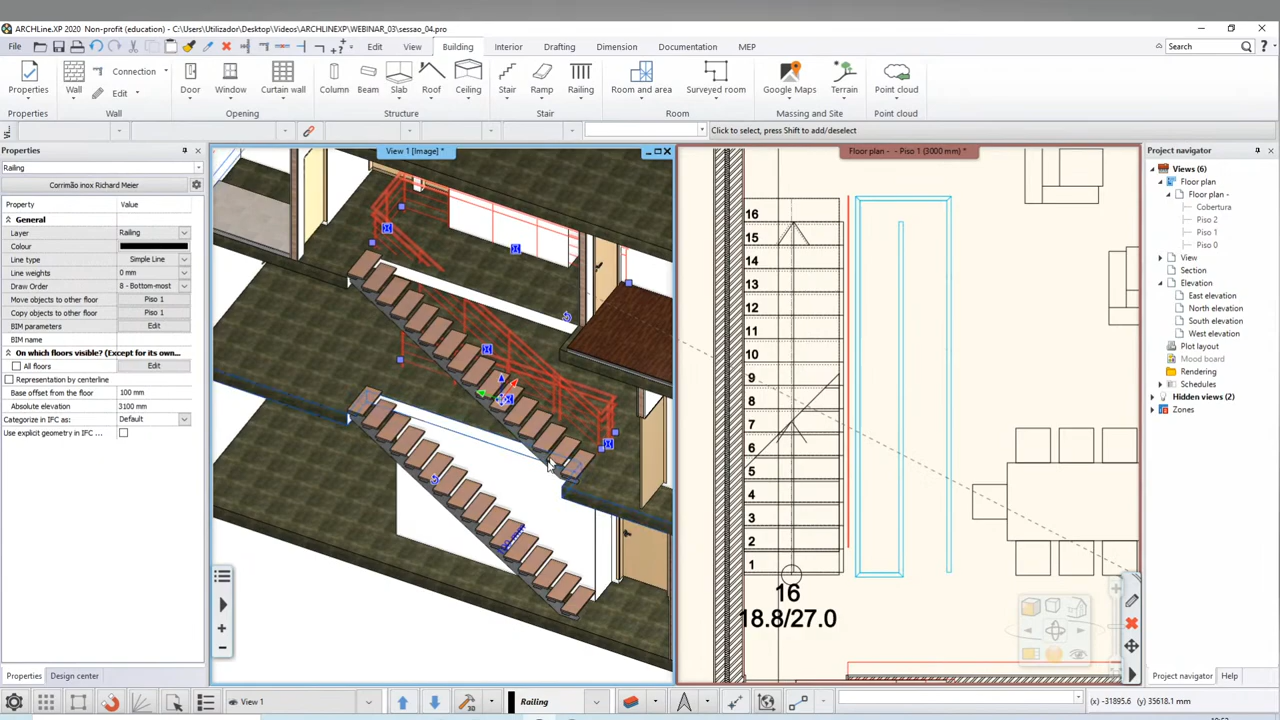 ARCHLine.XP 2020 Non-profit (education) - C:\Users\Utilizador\Desktop\Videos\ARCHLINEXP\WEBINAR_03\sessao_04.pro
File Edit View Building Interior Drafting Dimension Documentation MEP Search
Properties Wall Connection Edit Door Window Curtain wall Column Beam Slab Roof Ceiling Stair Ramp Railing Room and area Surveyed room Google Maps Terrain Point cloud
Properties Wall Opening Structure Stair Room Massing and Site Point cloud
Click to select, press Shift to add/deselect
Properties
Railing
Corrimão inox Richard Meier
Property Value
General
Layer Railing
Colour
Line type Simple Line
Line weights 0 mm
Draw Order 8 - Bottom-most
Move objects to other floor Piso 1
Copy objects to other floor Piso 1
BIM parameters Edit
BIM name
On which floors visible? (Except for its own...
All floors Edit
Representation by centerline
Base offset from the floor 100 mm
Absolute elevation 3100 mm
Categorize in IFC as Default
Use explicit geometry in IFC ...
Properties Design center
View 1 [Image] *
Floor plan - - Piso 1 (3000 mm) *
16
15
14
13
12
11
10
9
8
7
6
5
4
3
2
1
16
18.8/27.0
Project navigator
Views (6)
Floor plan
Floor plan -
Cobertura
Piso 2
Piso 1
Piso 0
View
Section
Elevation
East elevation
North elevation
South elevation
West elevation
Plot layout
Mood board
Rendering
Schedules
Hidden views (2)
Zones
Project navigator Help
View 1
Railing
(x) -31895.6 (y) 35618.1 mm